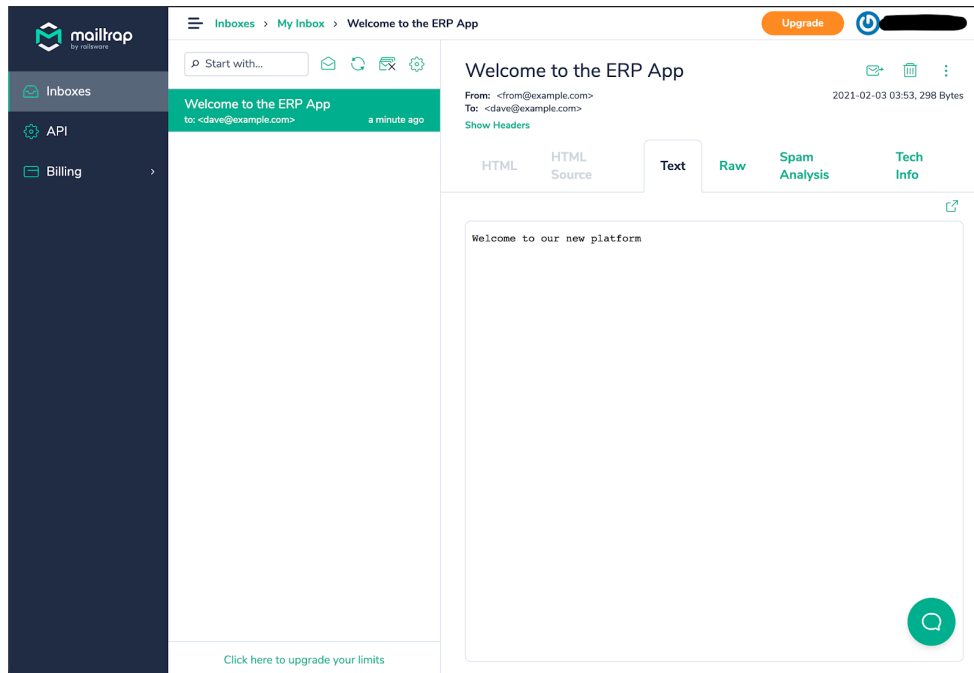 mailtrap
by railsware
Inboxes
API
Billing
Inboxes > My Inbox > Welcome to the ERP App
Upgrade
Start with...
Welcome to the ERP App
to: <dave@example.com> a minute ago
Click here to upgrade your limits
Welcome to the ERP App
From: <from@example.com>
2021-02-03 03:53, 298 Bytes
To: <dave@example.com>
Show Headers
HTML
HTML
Source
Text
Raw
Spam
Analysis
Tech
Info
Welcome to our new platform